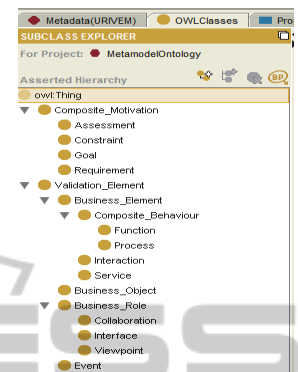 Metadata(URIVEM) OWLClasses Pro
SUBCLASS EXPLORER
For Project: MetamodelOntology
Asserted Hierarchy BP
owl:Thing
Composite_Motivation
Assessment
Constraint
Goal
Requirement
Validation_Element
Business_Element
Composite_Behaviour
Function
Process
Interaction
Service
Business_Object
Business_Role
Collaboration
Interface
Viewpoint
Event